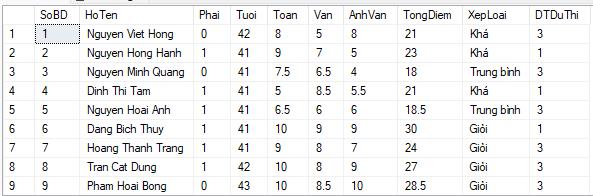 SoBD HoTen Phai Tuoi Toan Van AnhVan TongDiem XepLoai DTDuThi
1 1 Nguyen Viet Hong 0 42 8 5 8 21 Khá 3
2 2 Nguyen Hong Hanh 1 41 9 7 5 23 Khá 1
3 3 Nguyen Minh Quang 0 41 7.5 6.5 4 18 Trung bình 3
4 4 Dinh Thi Tam 1 41 5 8.5 5.5 21 Khá 1
5 5 Nguyen Hoai Anh 1 41 6.5 6 6 18.5 Trung bình 3
6 6 Dang Bich Thuy 1 41 10 9 9 30 Giỏi 1
7 7 Hoang Thanh Trang 1 41 9 8 7 24 Giỏi 3
8 8 Tran Cat Dung 1 42 10 8 9 27 Giỏi 3
9 9 Pham Hoai Bong 0 43 10 8.5 10 28.5 Giỏi 3